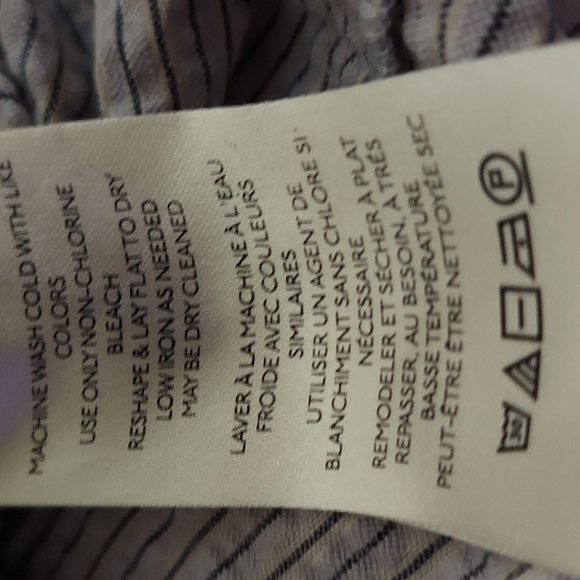 MACHINE WASH COLD WITH LIKE
COLORS
USE ONLY NON-CHLORINE
BLEACH
RESHAPE & LAY FLAT TO DRY
LOW IRON AS NEEDED
MAY BE DRY CLEANED
LAVER À LA MACHINE À L'EAU
FROIDE AVEC COULEURS
SIMILAIRES
UTILISER UN AGENT DE
BLANCHIMENT SANS CHLORE SI
NÉCESSAIRE
REMODELER ET SÉCHER A PLAT
REPASSER, AU BESOIN, À TRÉS
BASSE TEMPÉRATURE
PEUT-ÊTRE ÊTRE NETTOYÉE SEC
30 P